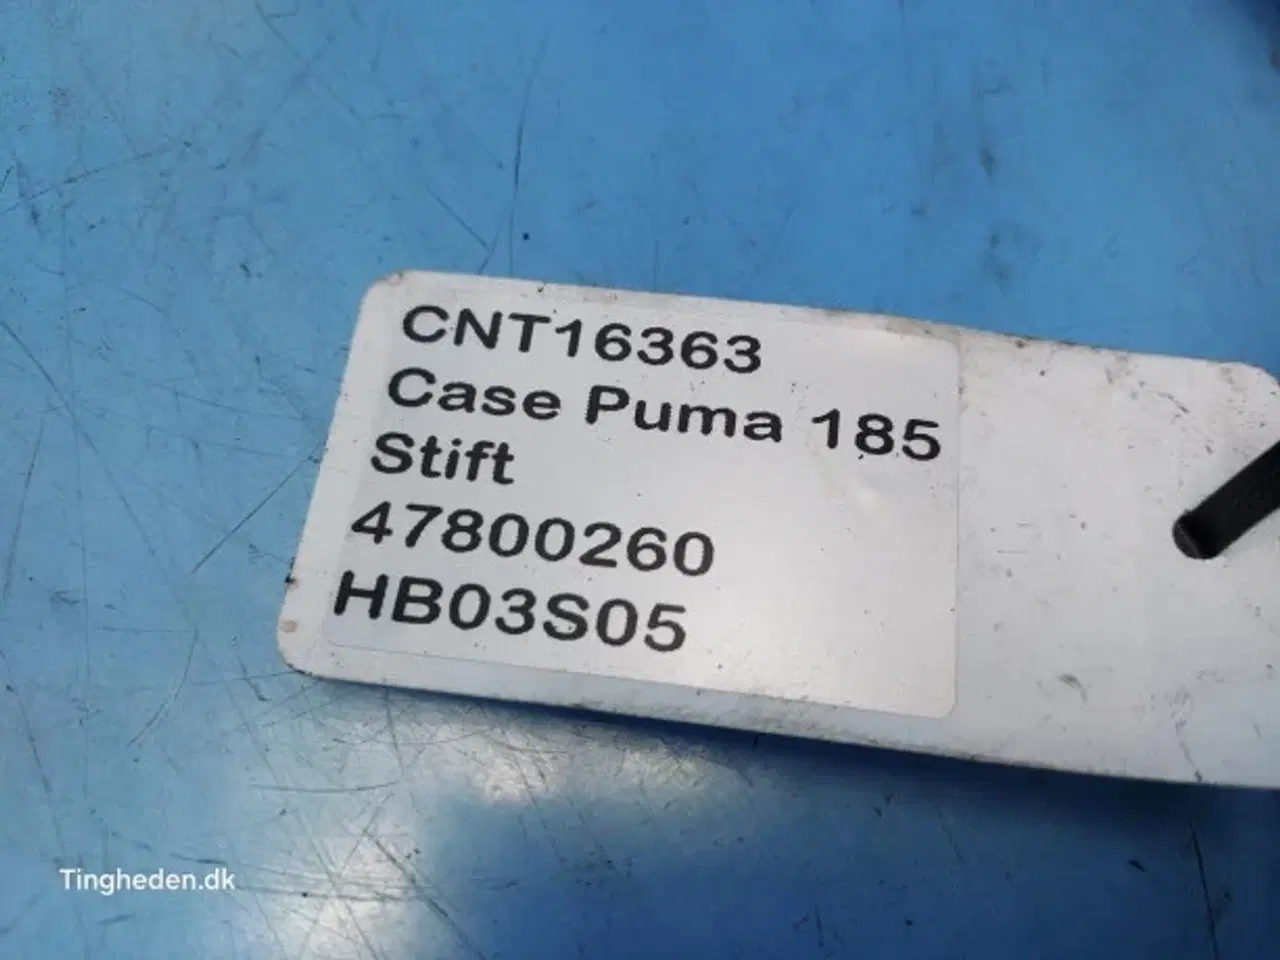 CNT16363
Case Puma 185
Stift
47800260
HB03S05
Tingheden.dk